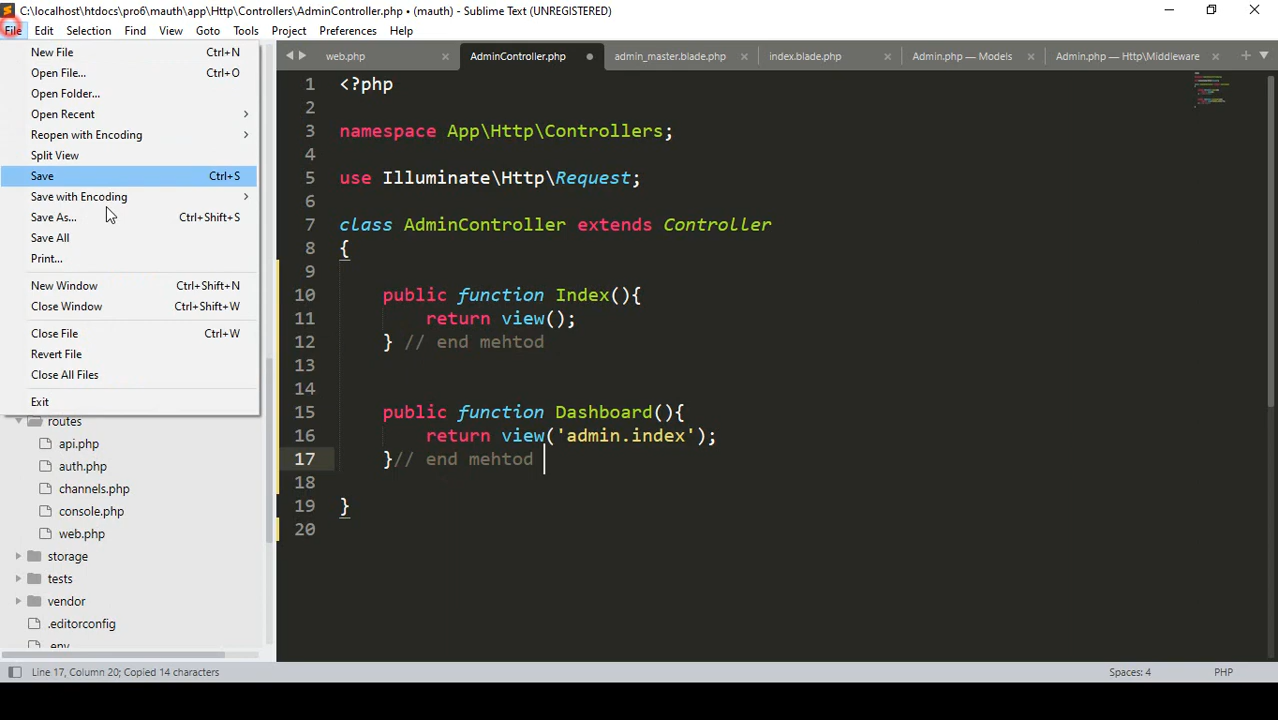 C:\localhost\htdocs\pro6\mauth\app\Http\Controllers\AdminController.php • (mauth) - Sublime Text (UNREGISTERED)
File Edit Selection Find View Goto Tools Project Preferences Help
New File Ctrl+N
Open File... Ctrl+O
Open Folder...
Open Recent
Reopen with Encoding
Split View
Save Ctrl+S
Save with Encoding
Save As... Ctrl+Shift+S
Save All
Print...
New Window Ctrl+Shift+N
Close Window Ctrl+Shift+W
Close File Ctrl+W
Revert File
Close All Files
Exit
routes
api.php
auth.php
channels.php
console.php
web.php
storage
tests
vendor
.editorconfig
.env
web.php AdminController.php admin_master.blade.php index.blade.php Admin.php — Models Admin.php — Http\Middleware
1 <?php
2
3 namespace App\Http\Controllers;
4
5 use Illuminate\Http\Request;
6
7 class AdminController extends Controller
8 {
9
10 public function Index(){
11 return view();
12 } // end mehtod
13
14
15 public function Dashboard(){
16 return view('admin.index');
17 }// end mehtod
18
19 }
20
Line 17, Column 20; Copied 14 characters Spaces: 4 PHP